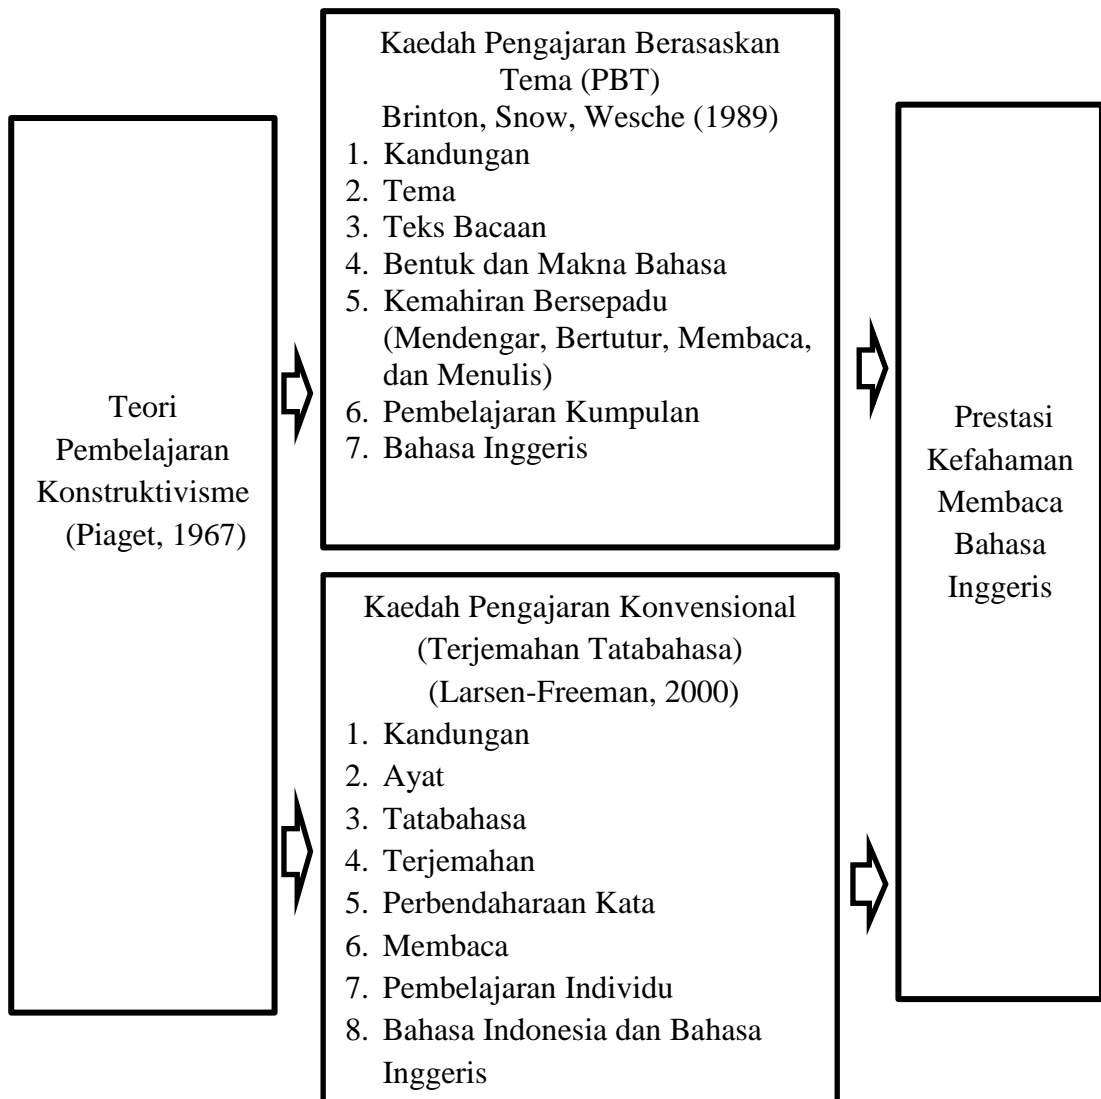 Teori
Pembelajaran
Konstruktivisme
(Piaget, 1967)
Kaedah Pengajaran Berasaskan
Tema (PBT)
Brinton, Snow, Wesche (1989)
1. Kandungan
2. Tema
3. Teks Bacaan
4. Bentuk dan Makna Bahasa
5. Kemahiran Bersepadu
(Mendengar, Bertutur, Membaca,
dan Menulis)
6. Pembelajaran Kumpulan
7. Bahasa Inggeris
Kaedah Pengajaran Konvensional
(Terjemahan Tatabahasa)
(Larsen-Freeman, 2000)
1. Kandungan
2. Ayat
3. Tatabahasa
4. Terjemahan
5. Perbendaharaan Kata
6. Membaca
7. Pembelajaran Individu
8. Bahasa Indonesia dan Bahasa
Inggeris
Prestasi
Kefahaman
Membaca
Bahasa
Inggeris